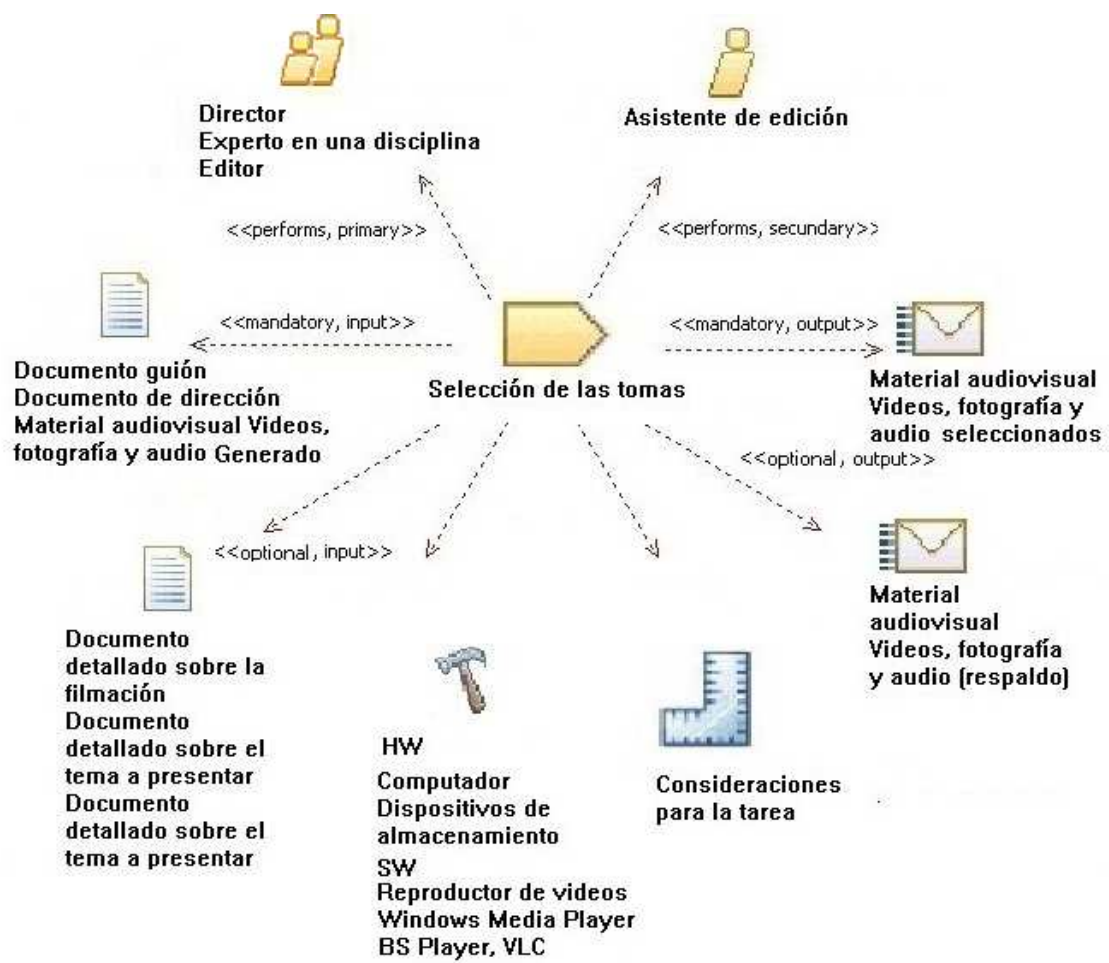 Director
Experto en una disciplina
Editor
Asistente de edición
<<performs, primary>>
<<performs, secundary>>
<<mandatory, input>>
<<mandatory, output>>
Documento guión
Documento de dirección
Material audiovisual Videos,
fotografía y audio Generado
Selección de las tomas
Material audiovisual
Videos, fotografía y
audio seleccionados
<<optional, output>>
<<optional, input>>
Documento
detallado sobre la
filmación
Documento
detallado sobre el
tema a presentar
Documento
detallado sobre el
tema a presentar
HW
Computador
Dispositivos de
almacenamiento
SW
Reproductor de videos
Windows Media Player
BS Player, VLC
Consideraciones
para la tarea
Material
audiovisual
Videos, fotografía
y audio (respaldo)